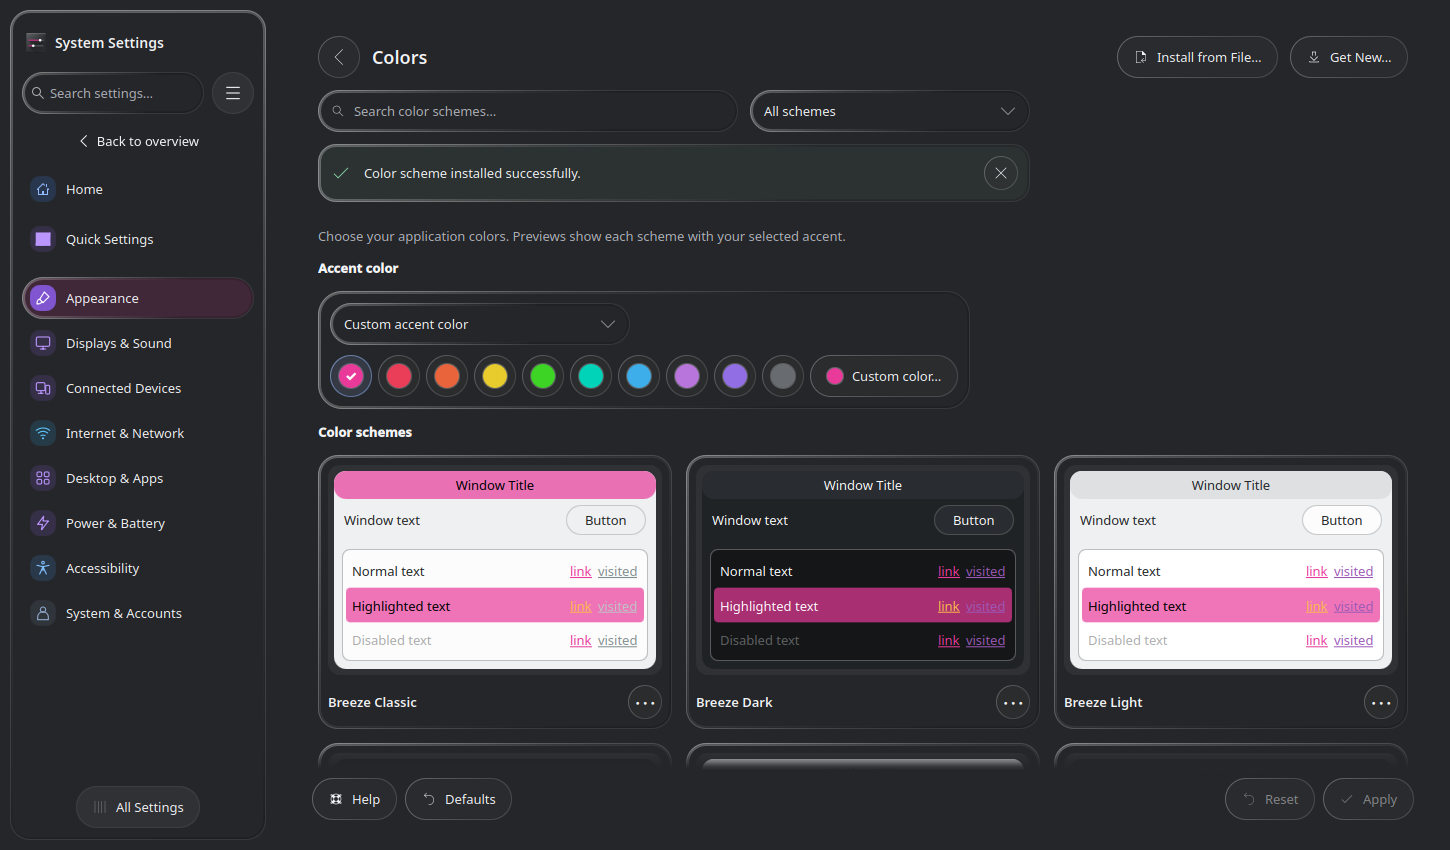 System Settings
Search settings...
Back to overview
Home
Quick Settings
Appearance
Displays & Sound
Connected Devices
Internet & Network
Desktop & Apps
Power & Battery
Accessibility
System & Accounts
All Settings
Colors
Install from File...
Get New...
Search color schemes...
All schemes
Color scheme installed successfully.
Choose your application colors. Previews show each scheme with your selected accent.
Accent color
Custom accent color
Custom color...
Color schemes
Window Title
Window text Button
Normal text link visited
Highlighted text link visited
Disabled text link visited
Breeze Classic
Window Title
Window text Button
Normal text link visited
Highlighted text link visited
Disabled text link visited
Breeze Dark
Window Title
Window text Button
Normal text link visited
Highlighted text link visited
Disabled text link visited
Breeze Light
Help
Defaults
Reset
Apply